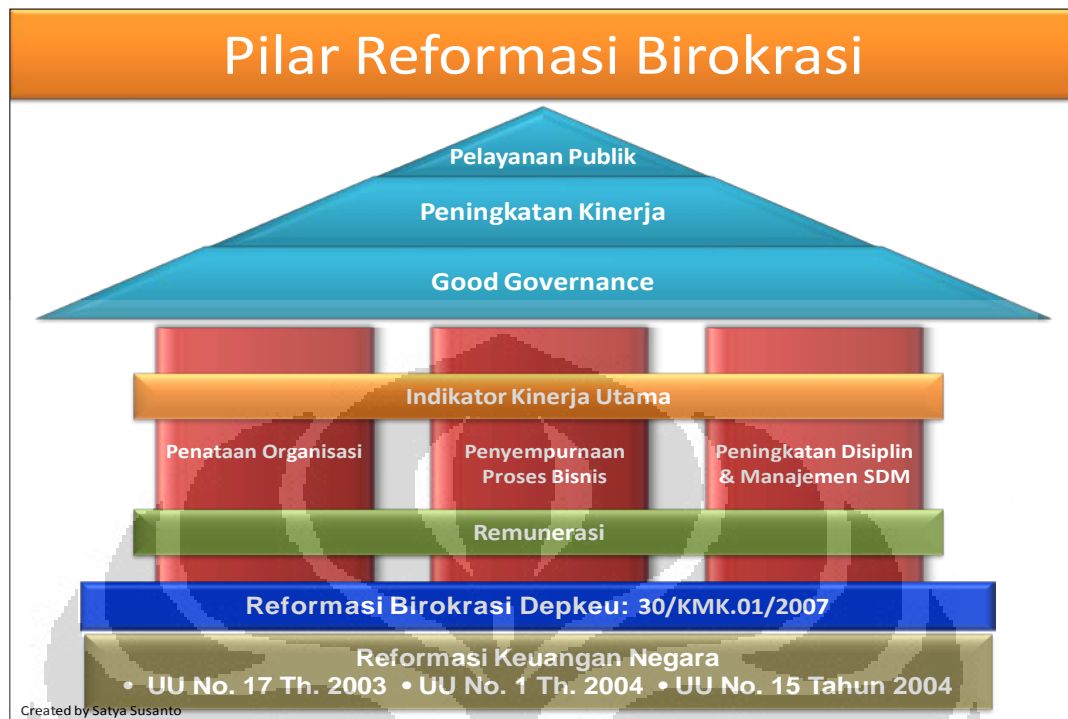 Pilar Reformasi Birokrasi
Pelayanan Publik
Peningkatan Kinerja
Good Governance
Indikator Kinerja Utama
Penataan Organisasi
Penyempurnaan
Proses Bisnis
Peningkatan Disiplin
& Manajemen SDM
Remunerasi
Reformasi Birokrasi Depkeu: 30/KMK.01/2007
Reformasi Keuangan Negara
• UU No. 17 Th. 2003 • UU No. 1 Th. 2004 • UU No. 15 Tahun 2004
Created by Satya Susanto